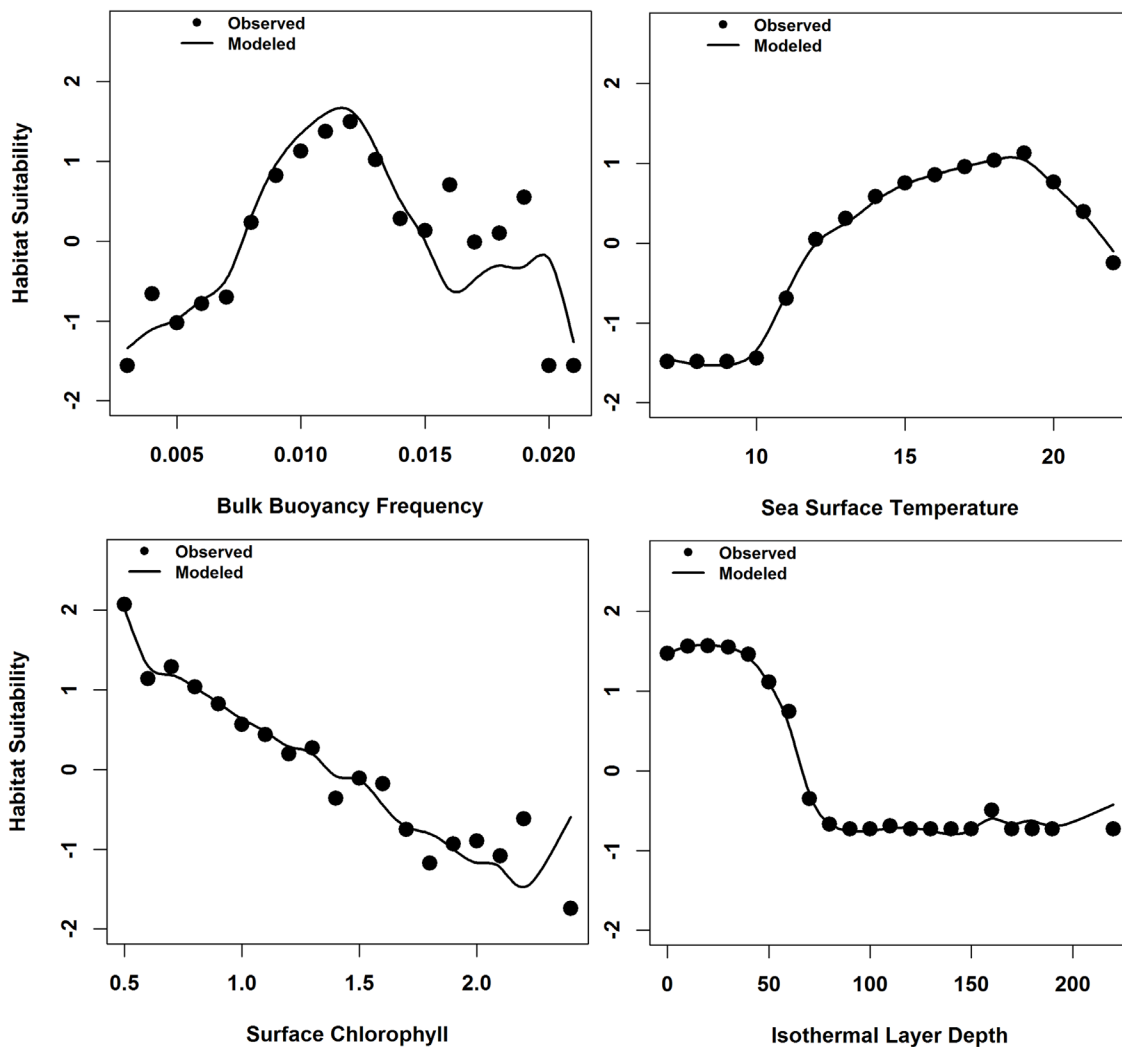 Observed
Modeled
Habitat Suitability
2
1
0
-1
-2
0.005 0.010 0.015 0.020
Bulk Buoyancy Frequency
Observed
Modeled
2
1
0
-1
-2
10 15 20
Sea Surface Temperature
Observed
Modeled
Habitat Suitability
2
1
0
-1
-2
0.5 1.0 1.5 2.0
Surface Chlorophyll
Observed
Modeled
2
1
0
-1
-2
0 50 100 150 200
Isothermal Layer Depth